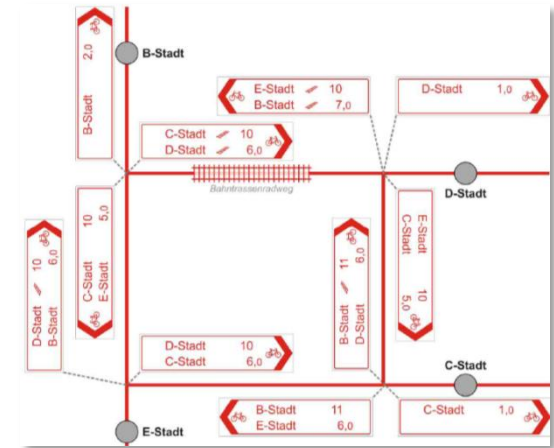 B-Stadt 2,0
B-Stadt
E-Stadt 10
B-Stadt 7,0
D-Stadt 1,0
C-Stadt 10
D-Stadt 6,0
Bahntrassenradweg
D-Stadt
C-Stadt 10
E-Stadt 5,0
D-Stadt 10
B-Stadt 6,0
B-Stadt 11
D-Stadt 6,0
E-Stadt 10
C-Stadt 5,0
D-Stadt 10
C-Stadt 6,0
C-Stadt
E-Stadt
B-Stadt 11
E-Stadt 6,0
C-Stadt 1,0